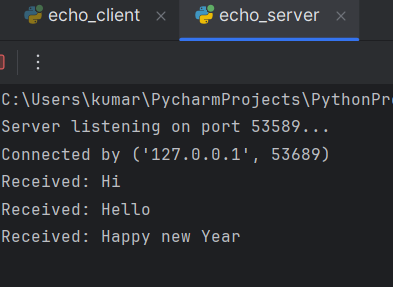 echo_client
echo_server
C:\Users\kumar\PycharmProjects\PythonPr
Server listening on port 53589...
Connected by ('127.0.0.1', 53689)
Received: Hi
Received: Hello
Received: Happy new Year